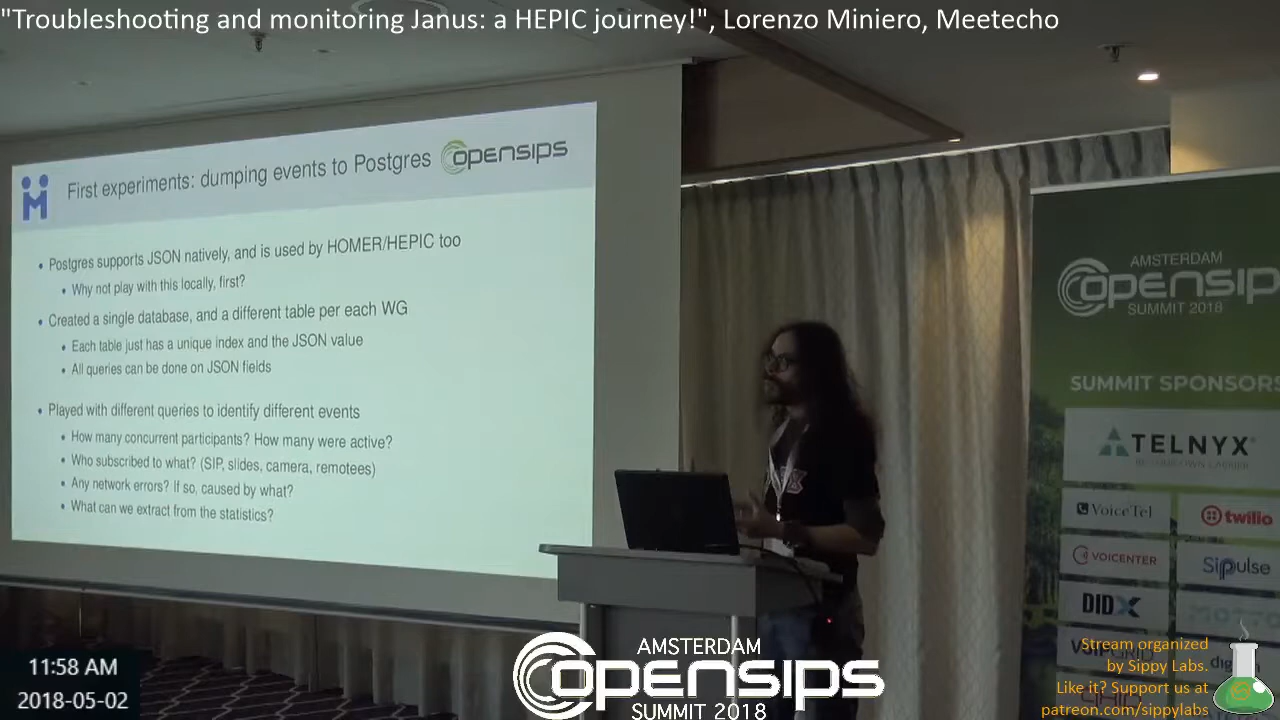 "Troubleshooting and monitoring Janus: a HEPIC journey!", Lorenzo Miniero, Meetecho
First experiments: dumping events to Postgres
OPENSIPS
• Postgres supports JSON natively, and is used by HOMER/HEPIC too
• Why not play with this locally, first?
• Created a single database, and a different table per each WG
• Each table just has a unique index and the JSON value
• All queries can be done on JSON fields
• Played with different queries to identify different events
• How many concurrent participants? How many were active?
• Who subscribed to what? (SIP, slides, camera, remotees)
• Any network errors? If so, caused by what?
• What can we extract from the statistics?
AMSTERDAM
OPENSIP
SUMMIT 2018
SUMMIT SPONSORS
TELNYX
VoiceTel
twilio
VOICENTER
Sipulse
DIDX
Stream organized
by Sippy Labs.
Like it? Support us at
patreon.com/sippylabs
11:58 AM
2018-05-02
AMSTERDAM
OPENSIPS
SUMMIT 2018